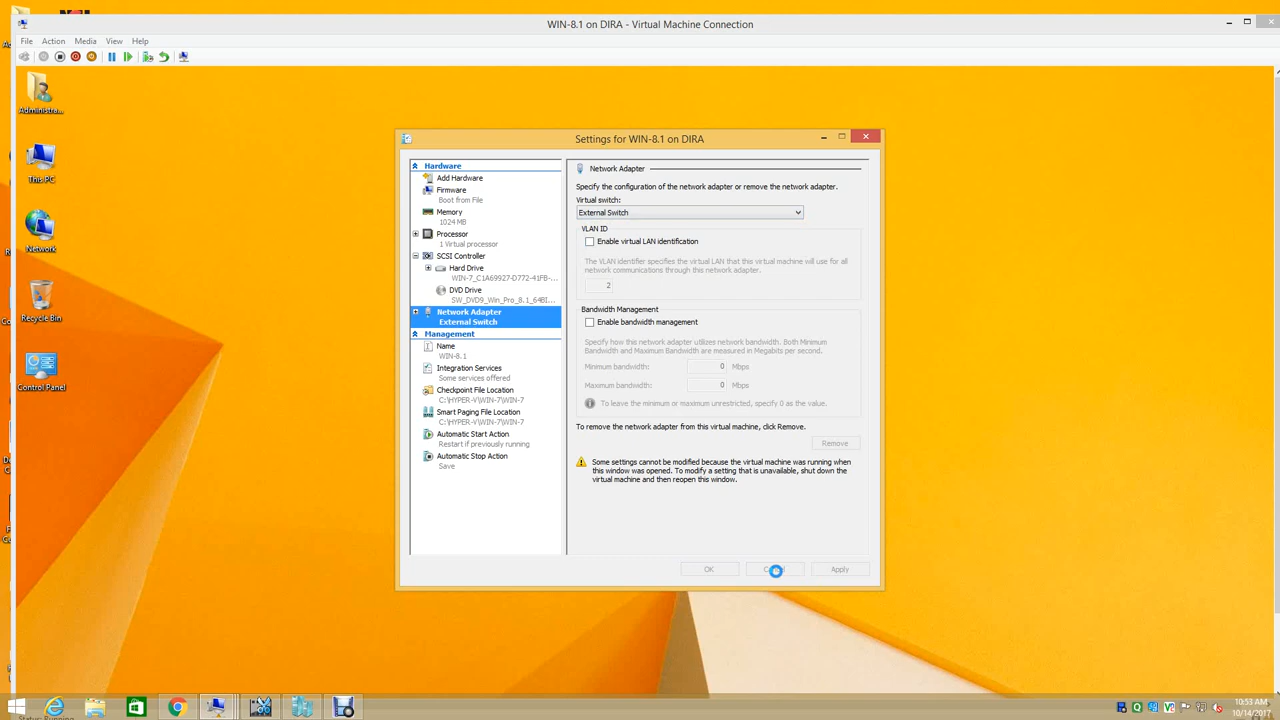 WIN-8.1 on DIRA - Virtual Machine Connection
File Action Media View Help
Administra...
This PC
Network
Recycle Bin
Control Panel
Settings for WIN-8.1 on DIRA
Hardware
Add Hardware
Firmware
Boot from File
Memory
1024 MB
Processor
1 Virtual processor
SCSI Controller
Hard Drive
WIN-7_C1A69927-D772-41FB-...
DVD Drive
SW_DVD9_Win_Pro_8.1_64BI...
Network Adapter
External Switch
Management
Name
WIN-8.1
Integration Services
Some services offered
Checkpoint File Location
C:\HYPER-V\WIN-7\WIN-7
Smart Paging File Location
C:\HYPER-V\WIN-7\WIN-7
Automatic Start Action
Restart if previously running
Automatic Stop Action
Save
Network Adapter
Specify the configuration of the network adapter or remove the network adapter.
Virtual switch:
External Switch
VLAN ID
Enable virtual LAN identification
The VLAN identifier specifies the virtual LAN that this virtual machine will use for all
network communications through this network adapter.
2
Bandwidth Management
Enable bandwidth management
Specify how this network adapter utilizes network bandwidth. Both Minimum
Bandwidth and Maximum Bandwidth are measured in Megabits per second.
Minimum bandwidth: 0 Mbps
Maximum bandwidth: 0 Mbps
To leave the minimum or maximum unrestricted, specify 0 as the value.
To remove the network adapter from this virtual machine, click Remove.
Remove
Some settings cannot be modified because the virtual machine was running when
this window was opened. To modify a setting that is unavailable, shut down the
virtual machine and then reopen this window.
OK Apply
10:53 AM
Status: Running